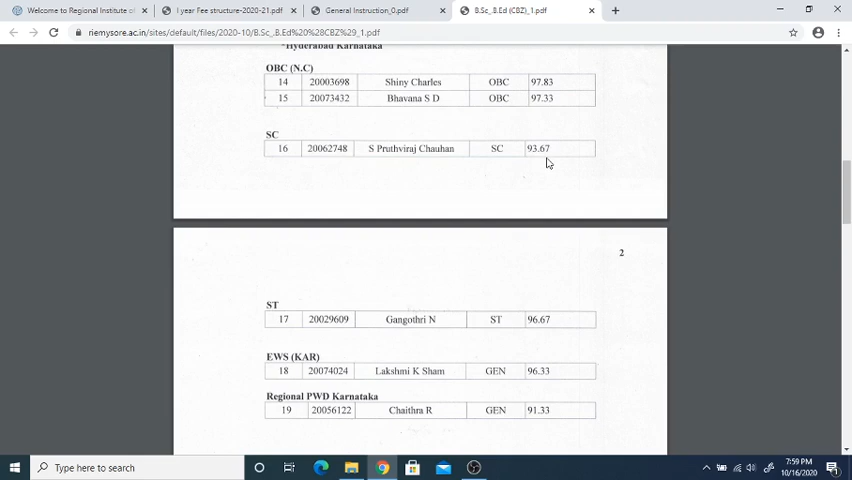 Welcome to Regional Institute of
I year Fee structure-2020-21.pdf
General Instruction_0.pdf
B.Sc_.B.Ed (CBZ)_1.pdf
riemysore.ac.in/sites/default/files/2020-10/B.Sc_.B.Ed%20%28CBZ%29_1.pdf
*Hyderabad Karnataka
OBC (N.C)
14 20003698 Shiny Charles OBC 97.83
15 20073432 Bhavana S D OBC 97.33
SC
16 20062748 S Pruthviraj Chauhan SC 93.67
2
ST
17 20029609 Gangothri N ST 96.67
EWS (KAR)
18 20074024 Lakshmi K Sham GEN 96.33
Regional PWD Karnataka
19 20056122 Chaithra R GEN 91.33
Type here to search
7:59 PM
10/16/2020